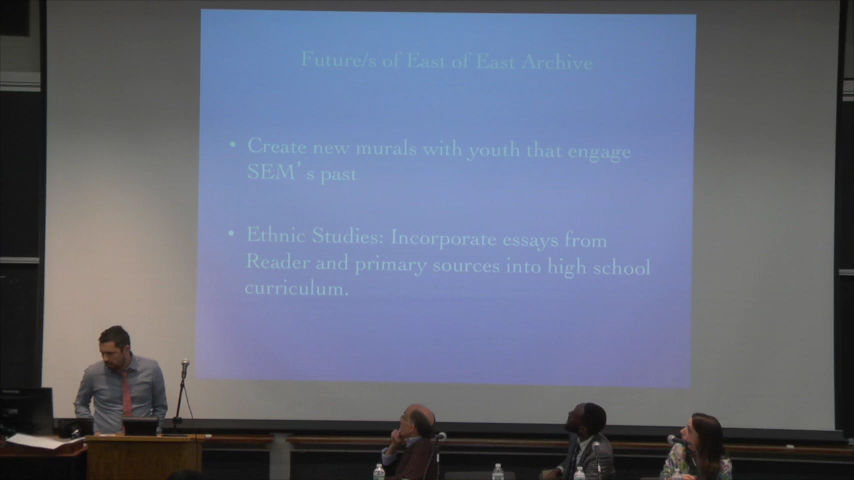 Future/s of East of East Archive
• Create new murals with youth that engage
SEM's past
• Ethnic Studies: Incorporate essays from
Reader and primary sources into high school
curriculum.